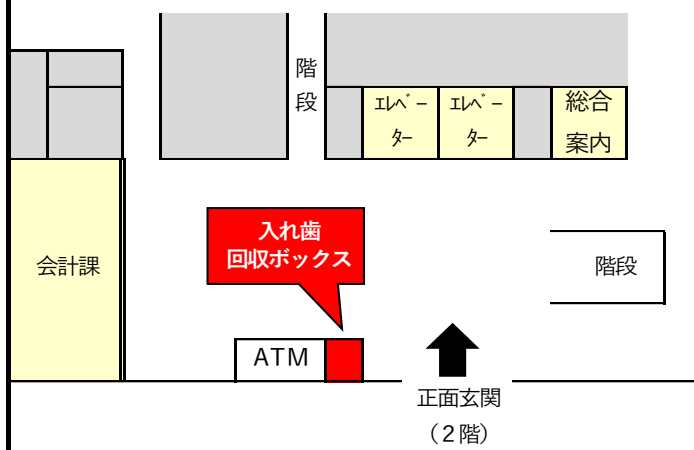 階
段
エレベー
ター
エレベー
ター
総合
案内
入れ歯
回収ボックス
会計課
階段
ATM
正面玄関
（２階）